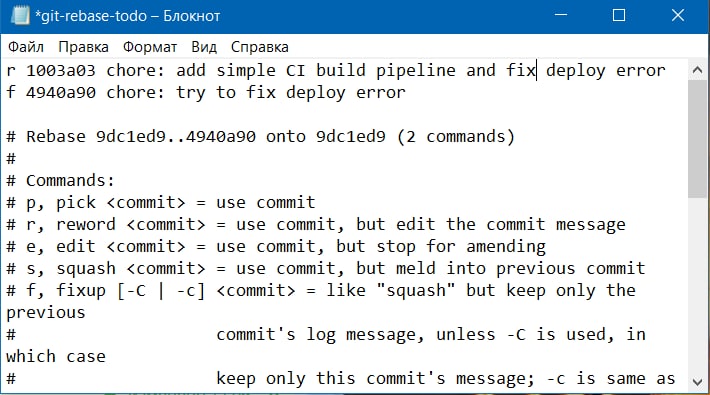 *git-rebase-todo – Блокнот
Файл Правка Формат Вид Справка
r 1003a03 chore: add simple CI build pipeline and fix deploy error
f 4940a90 chore: try to fix deploy error
# Rebase 9dc1ed9..4940a90 onto 9dc1ed9 (2 commands)
#
# Commands:
# p, pick <commit> = use commit
# r, reword <commit> = use commit, but edit the commit message
# e, edit <commit> = use commit, but stop for amending
# s, squash <commit> = use commit, but meld into previous commit
# f, fixup [-C | -c] <commit> = like "squash" but keep only the
previous
# commit's log message, unless -C is used, in
which case
# keep only this commit's message; -c is same as